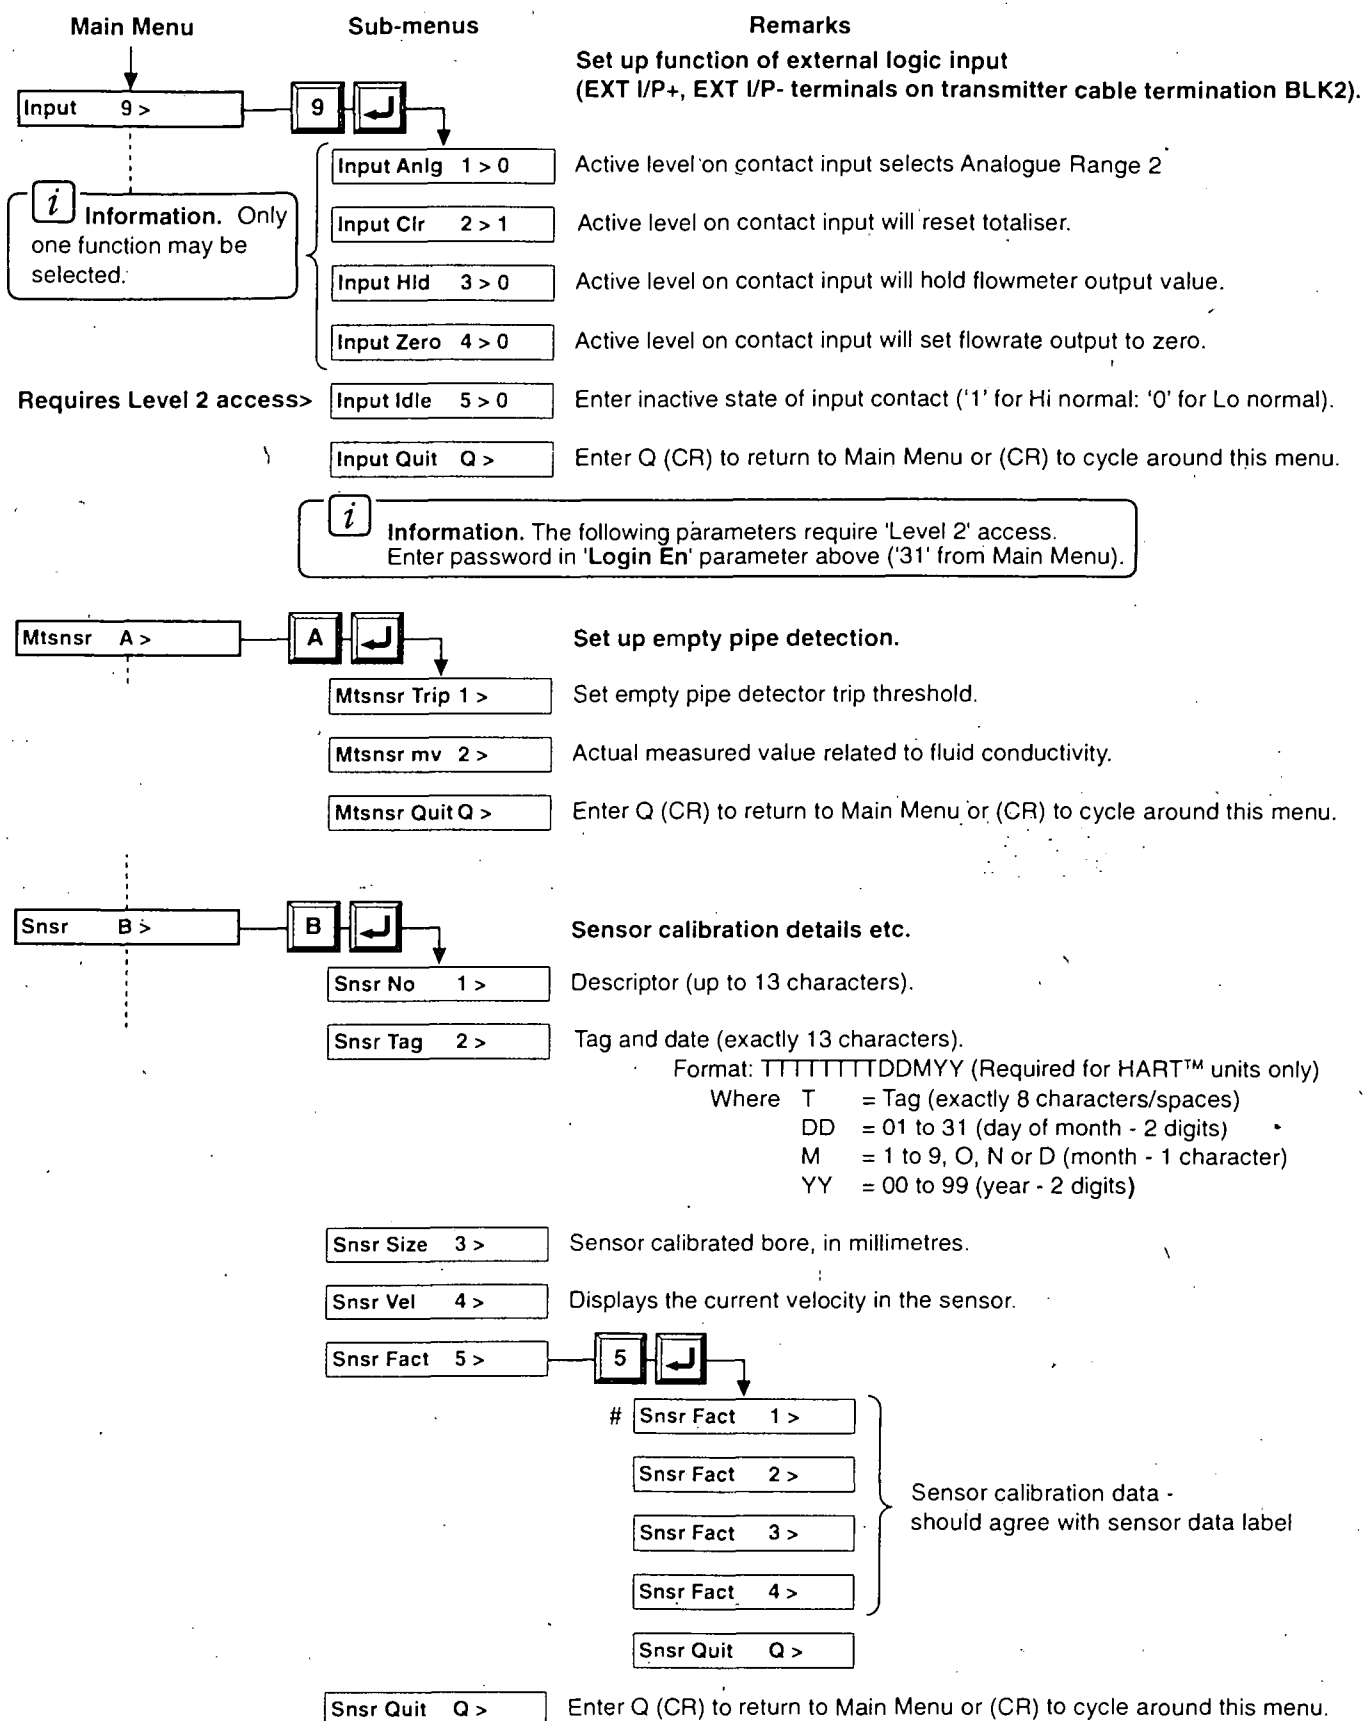 Main Menu Sub-menus Remarks
Set up function of external logic input
(EXT I/P+, EXT I/P- terminals on transmitter cable termination BLK2).
Input 9 > 9
Input Anlg 1 > 0 Active level on contact input selects Analogue Range 2
i Information. Only
one function may be
selected.
Input Clr 2 > 1 Active level on contact input will reset totaliser.
Input Hld 3 > 0 Active level on contact input will hold flowmeter output value.
Input Zero 4 > 0 Active level on contact input will set flowrate output to zero.
Requires Level 2 access> Input Idle 5 > 0 Enter inactive state of input contact ('1' for Hi normal: '0' for Lo normal).
Input Quit Q > Enter Q (CR) to return to Main Menu or (CR) to cycle around this menu.
i Information. The following parameters require 'Level 2' access.
Enter password in 'Login En' parameter above ('31' from Main Menu).
Mtsnsr A > A Set up empty pipe detection.
Mtsnsr Trip 1 > Set empty pipe detector trip threshold.
Mtsnsr mv 2 > Actual measured value related to fluid conductivity.
Mtsnsr Quit Q > Enter Q (CR) to return to Main Menu or (CR) to cycle around this menu.
Snsr B > B Sensor calibration details etc.
Snsr No 1 > Descriptor (up to 13 characters).
Snsr Tag 2 > Tag and date (exactly 13 characters).
Format: TTTTTTTTDDMYY (Required for HART™ units only)
Where T = Tag (exactly 8 characters/spaces)
DD = 01 to 31 (day of month - 2 digits)
M = 1 to 9, O, N or D (month - 1 character)
YY = 00 to 99 (year - 2 digits)
Snsr Size 3 > Sensor calibrated bore, in millimetres.
Snsr Vel 4 > Displays the current velocity in the sensor.
Snsr Fact 5 > 5
# Snsr Fact 1 >
Snsr Fact 2 >
Sensor calibration data -
should agree with sensor data label
Snsr Fact 3 >
Snsr Fact 4 >
Snsr Quit Q >
Snsr Quit Q > Enter Q (CR) to return to Main Menu or (CR) to cycle around this menu.